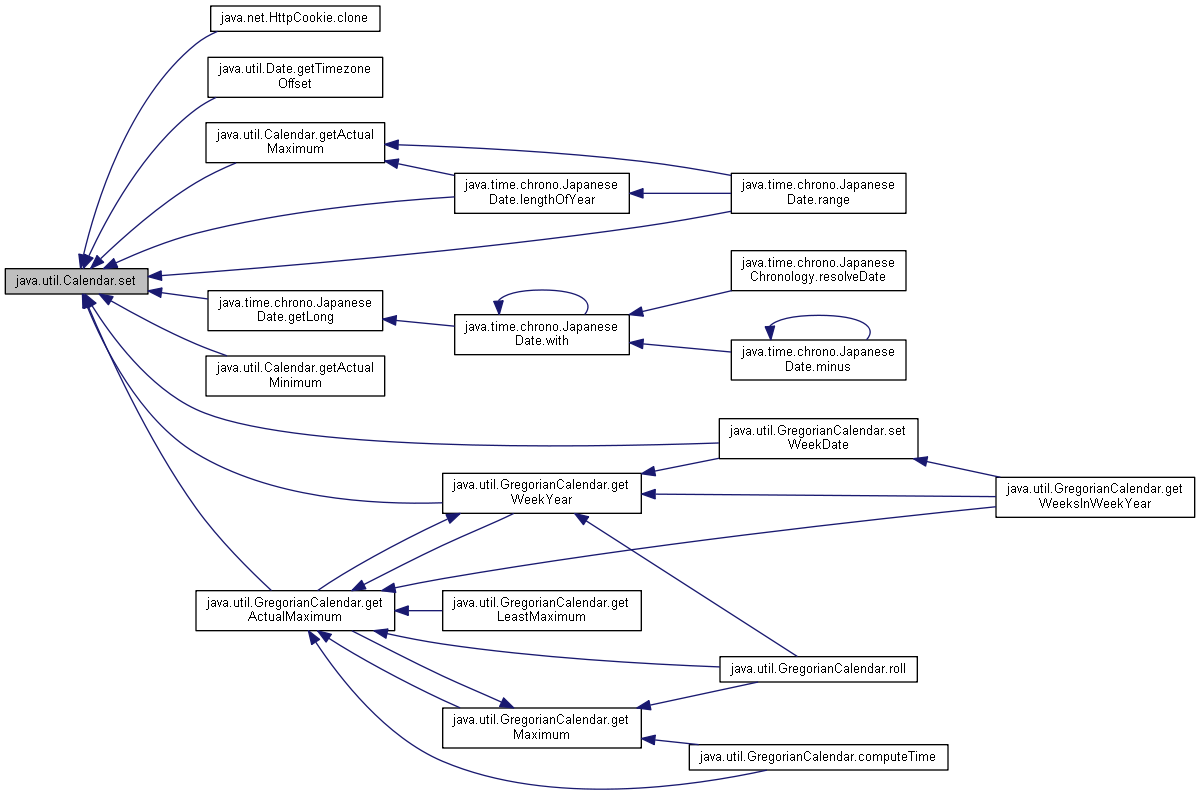 java.net.HttpCookie.clone
java.util.Date.getTimezone
Offset
java.util.Calendar.getActual
Maximum
java.time.chrono.Japanese
Date.lengthOfYear
java.time.chrono.Japanese
Date.range
java.util.Calendar.set
java.time.chrono.Japanese
Date.getLong
java.time.chrono.Japanese
Chronology.resolveDate
java.time.chrono.Japanese
Date.with
java.time.chrono.Japanese
Date.minus
java.util.Calendar.getActual
Minimum
java.util.GregorianCalendar.set
WeekDate
java.util.GregorianCalendar.get
WeekYear
java.util.GregorianCalendar.get
WeeksInWeekYear
java.util.GregorianCalendar.get
ActualMaximum
java.util.GregorianCalendar.get
LeastMaximum
java.util.GregorianCalendar.roll
java.util.GregorianCalendar.get
Maximum
java.util.GregorianCalendar.computeTime